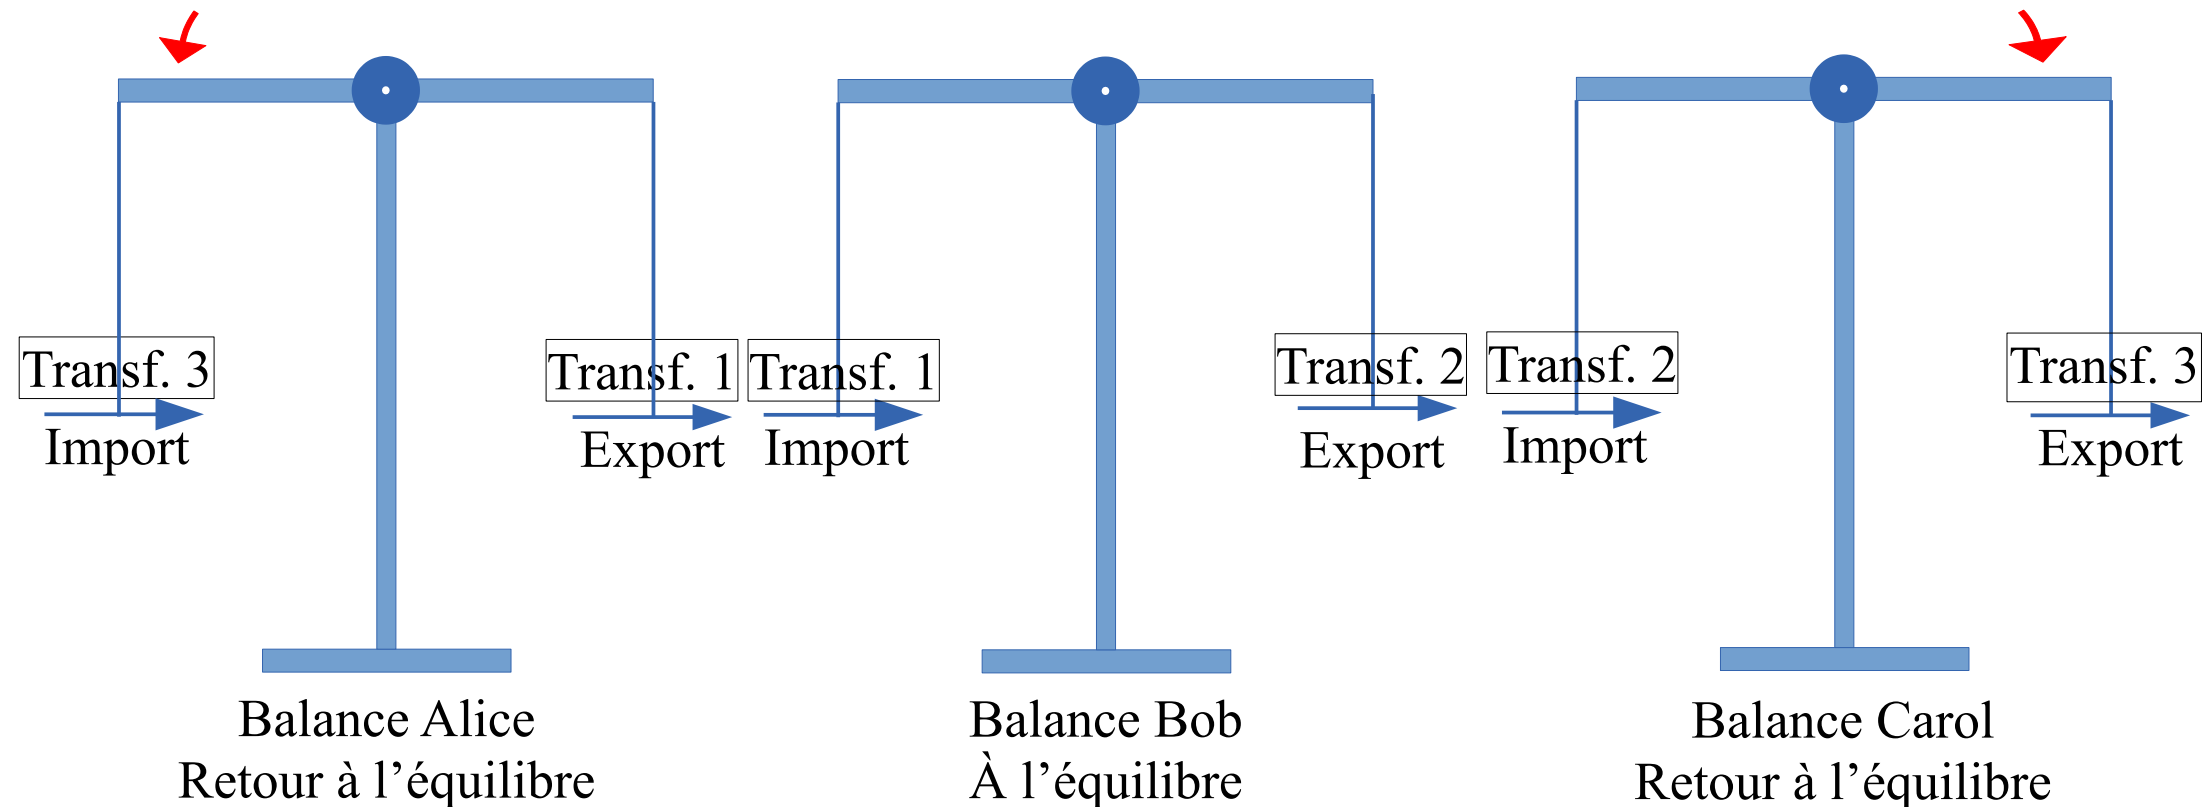 Transf. 3
Import
Transf. 1
Export
Balance Alice
Retour à l’équilibre
Transf. 1
Import
Transf. 2
Export
Balance Bob
À l’équilibre
Transf. 2
Import
Transf. 3
Export
Balance Carol
Retour à l’équilibre